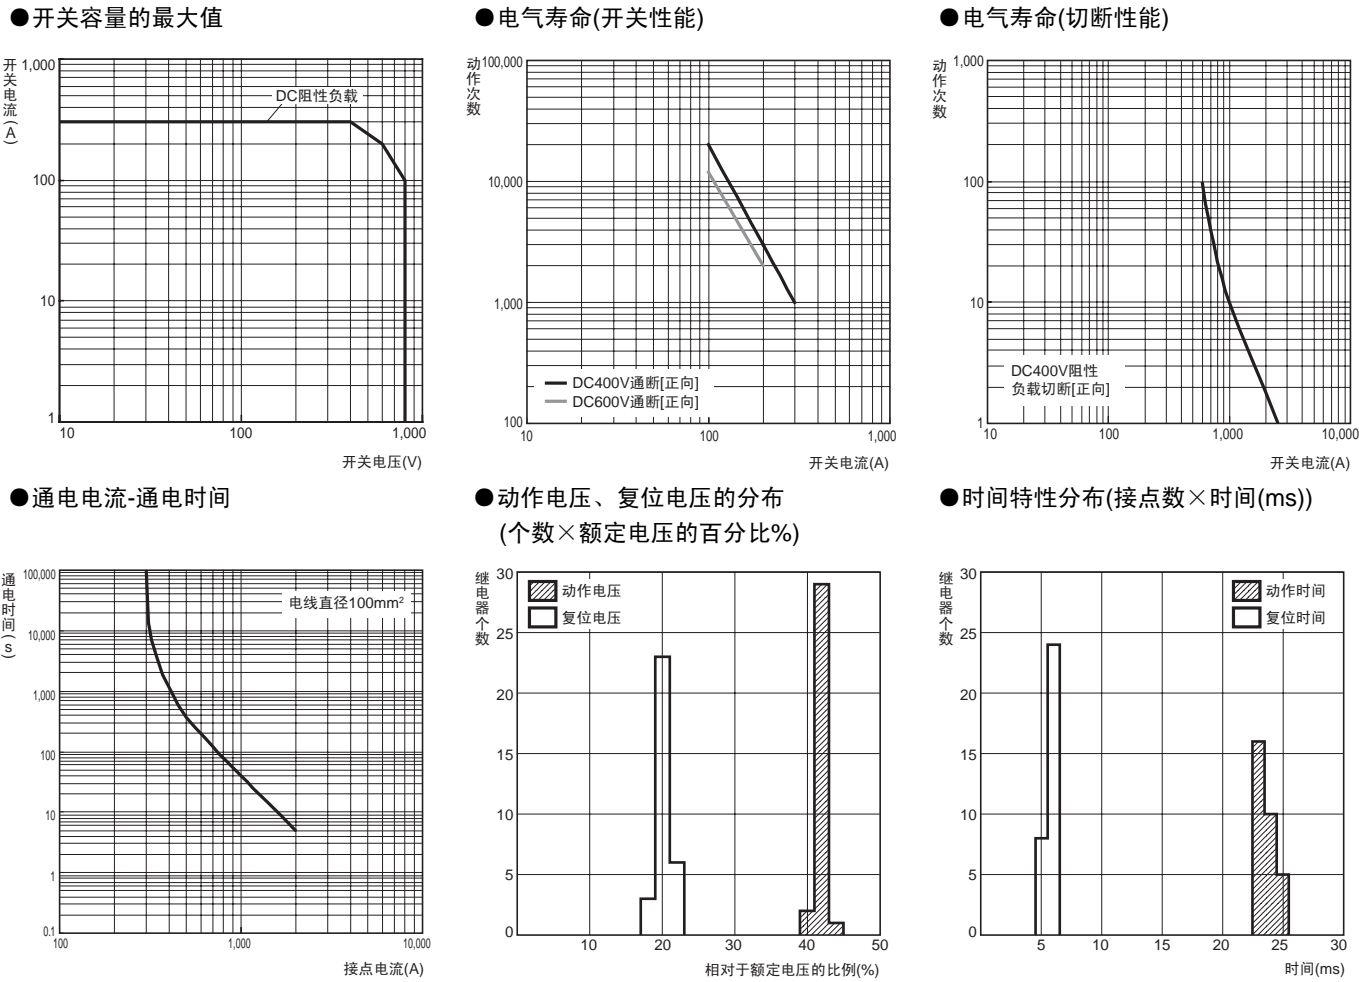 ●开关容量的最大值
开关电流(A)
1,000
100
10
1
DC阻性负载
10 100 1,000
开关电压(V)
●电气寿命(开关性能)
动作次数
100,000
10,000
1,000
100
DC400V通断[正向]
DC600V通断[正向]
10 100 1,000
开关电流(A)
●电气寿命(切断性能)
动作次数
1,000
100
10
1
DC400V阻性
负载切断[正向]
10 100 1,000 10,000
开关电流(A)
●通电电流-通电时间
通电时间(s)
100,000
10,000
1,000
100
10
1
0.1
电线直径100mm²
100 1,000 10,000
接点电流(A)
●动作电压、复位电压的分布
(个数×额定电压的百分比%)
继电器个数
30
25
20
15
10
5
0
动作电压
复位电压
10 20 30 40 50
相对于额定电压的比例(%)
●时间特性分布(接点数×时间(ms))
继电器个数
30
25
20
15
10
5
0
动作时间
复位时间
5 10 15 20 25 30
时间(ms)